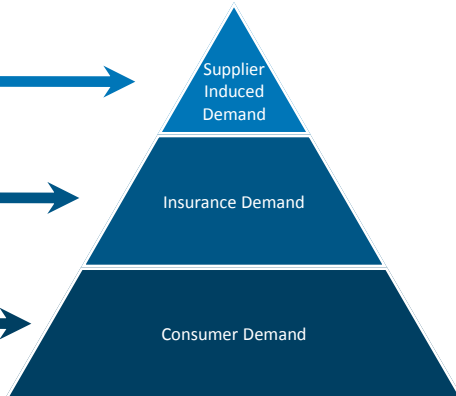 Supplier
Induced
Demand
Insurance Demand
Consumer Demand